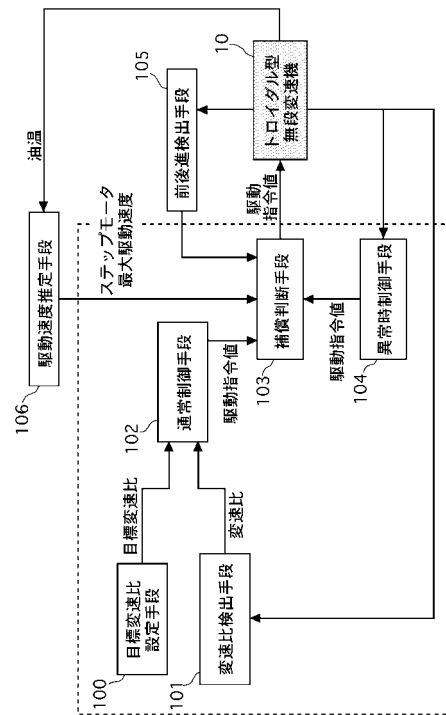 油温
駆動速度推定手段
106
ステップモータ
最大駆動速度
前後進検出手段
105
10
トロイダル型
無段変速機
駆動
指令値
補償判断手段
103
駆動指令値
異常時制御手段
104
通常制御手段
102
駆動指令値
目標変速比
変速比
目標変速比
設定手段
100
変速比検出手段
101